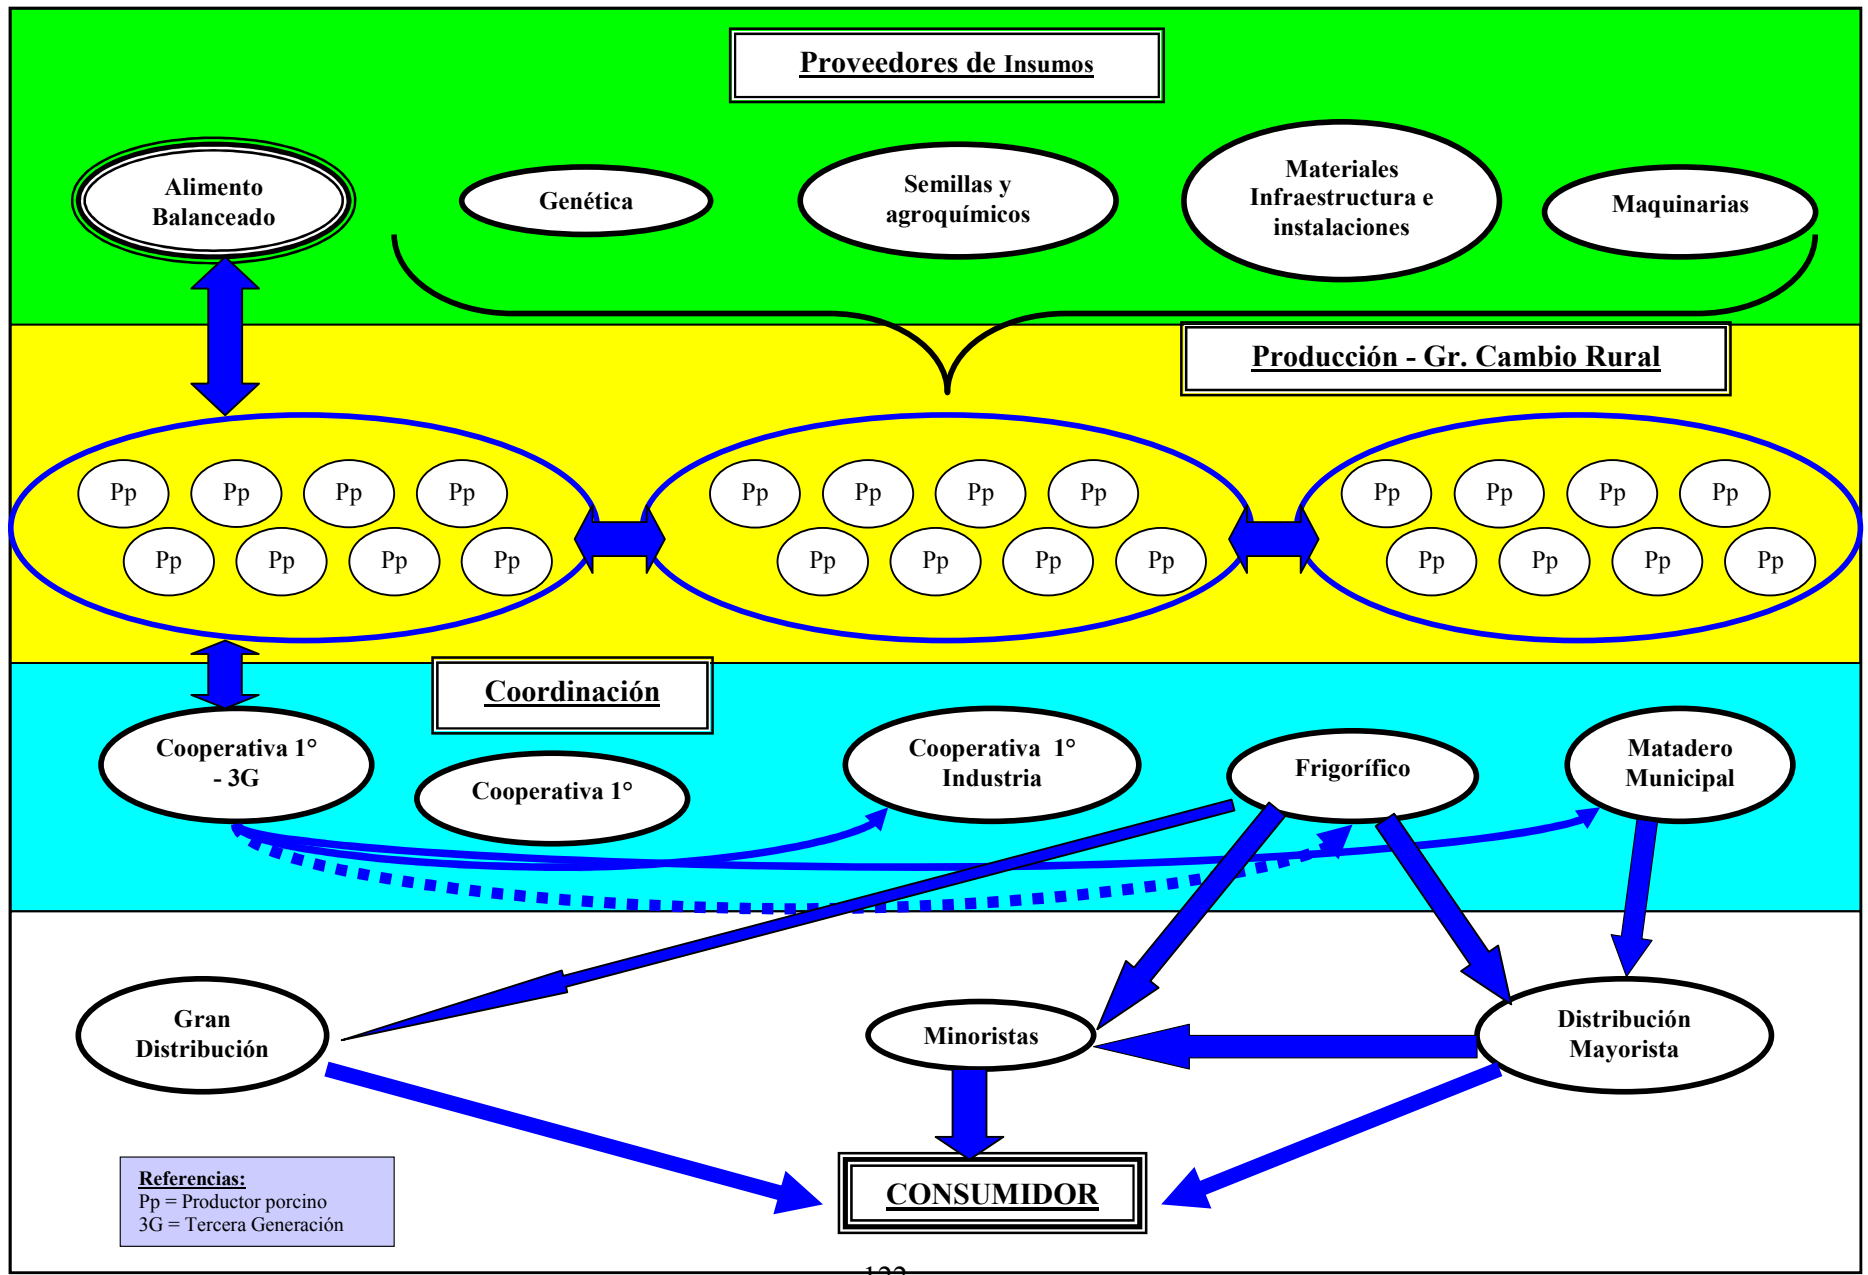 Proveedores de Insumos
Alimento
Balanceado
Genética
Semillas y
agroquímicos
Materiales
Infraestructura e
instalaciones
Maquinarias
Producción - Gr. Cambio Rural
Pp Pp Pp Pp
Pp Pp Pp Pp
Pp Pp Pp Pp
Pp Pp Pp Pp
Pp Pp Pp Pp
Pp Pp Pp Pp
Coordinación
Cooperativa 1°
- 3G
Cooperativa 1°
Cooperativa 1°
Industria
Frigorífico
Matadero
Municipal
Gran
Distribución
Minoristas
Distribución
Mayorista
CONSUMIDOR
Referencias:
Pp = Productor porcino
3G = Tercera Generación